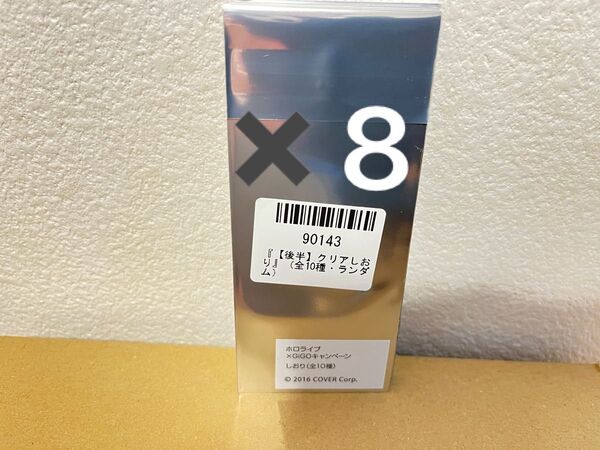 × 8
90143
『【後半】クリアしお
り』 (全10種・ランダ
ム)
ホロライブ
×GiGOキャンペーン
しおり(全10種)
© 2016 COVER Corp.